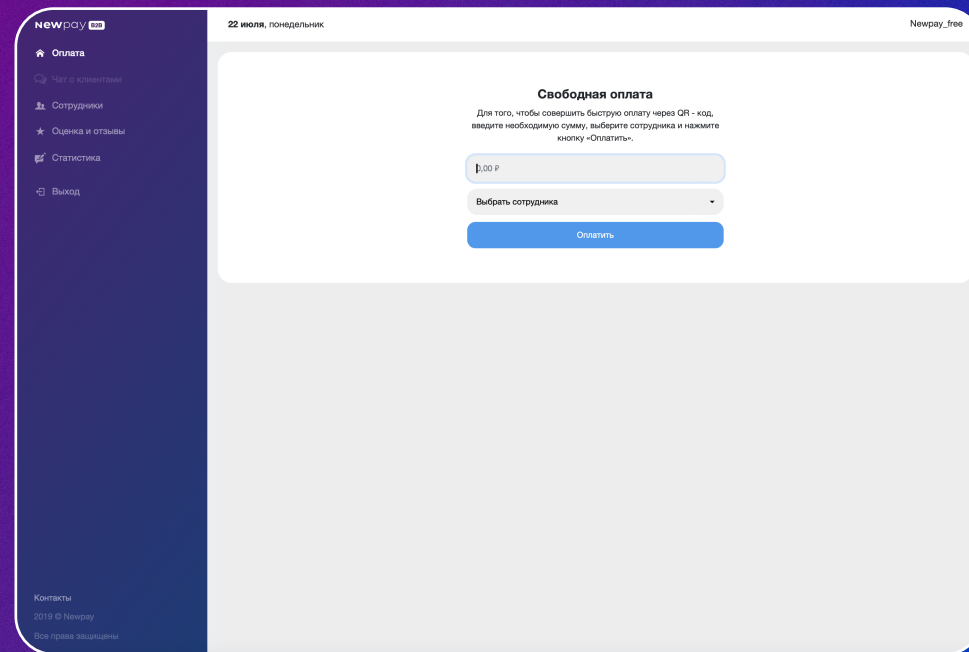 Newpay B2B
Оплата
Чат с клиентами
Сотрудники
Оценка и отзывы
Статистика
Выход
Контакты
2019 © Newpay
Все права защищены
22 июля, понедельник
Newpay_free
Свободная оплата
Для того, чтобы совершить быструю оплату через QR - код,
введите необходимую сумму, выберите сотрудника и нажмите
кнопку «Оплатить».
0,00 ₽
Выбрать сотрудника
Оплатить